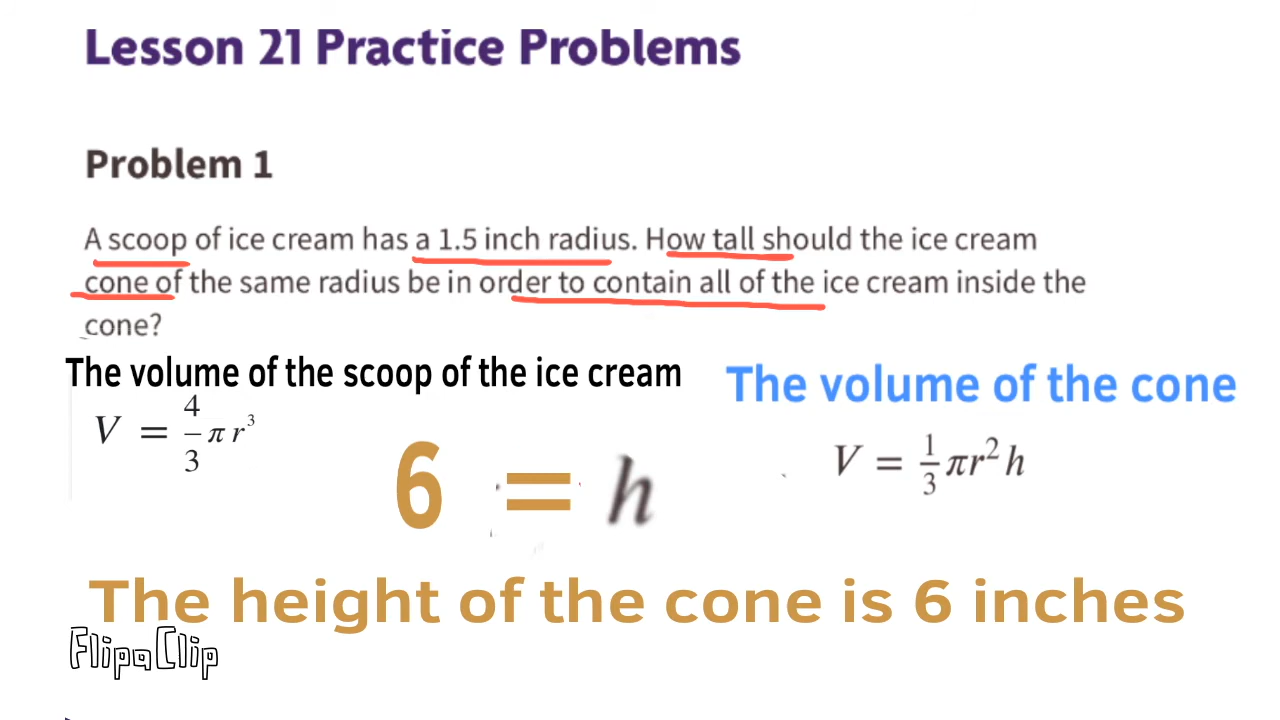 Lesson 21 Practice Problems
Problem 1
A scoop of ice cream has a 1.5 inch radius. How tall should the ice cream
cone of the same radius be in order to contain all of the ice cream inside the
cone?
The volume of the scoop of the ice cream
V = 4/3 π r³
The volume of the cone
V = 1/3 πr² h
6 = h
The height of the cone is 6 inches
FlipaClip